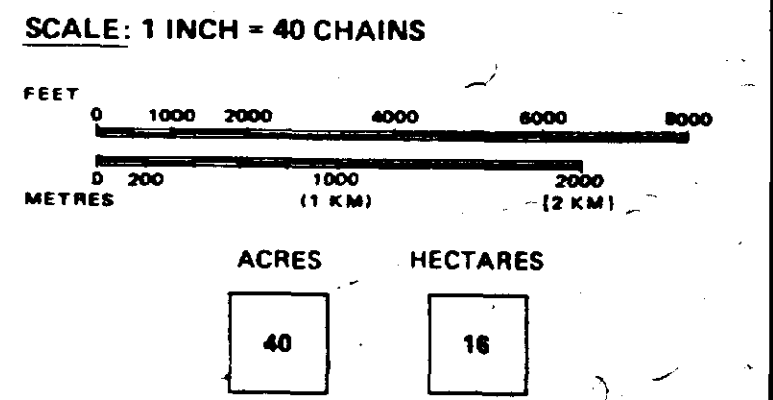 SCALE: 1 INCH = 40 CHAINS
FEET
0 1000 2000 4000 6000 8000
0 200 1000 2000
METRES (1 KM) (2 KM)
ACRES HECTARES
40 16